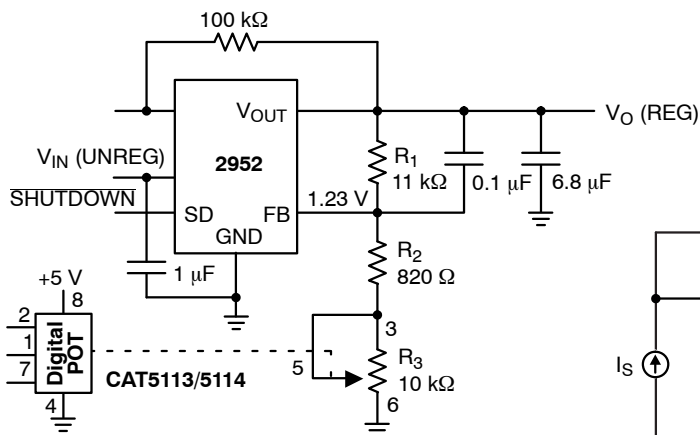 100 kΩ
V_OUT
V_O (REG)
V_IN (UNREG)
2952
R_1
11 kΩ
0.1 μF
6.8 μF
SHUTDOWN
1.23 V
SD
FB
GND
R_2
820 Ω
1 μF
+5 V
8
2
1
7
4
Digital
POT
CAT5113/5114
3
5
R_3
10 kΩ
6
I_S